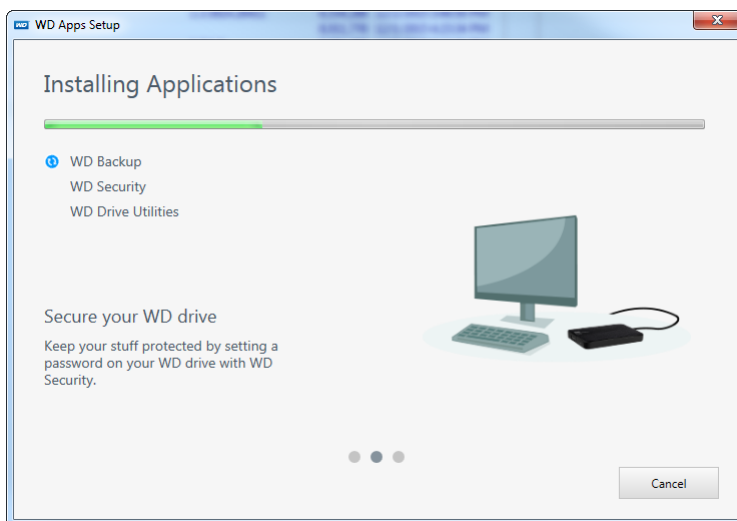 WD WD Apps Setup
Installing Applications
WD Backup
WD Security
WD Drive Utilities
Secure your WD drive
Keep your stuff protected by setting a
password on your WD drive with WD
Security.
Cancel